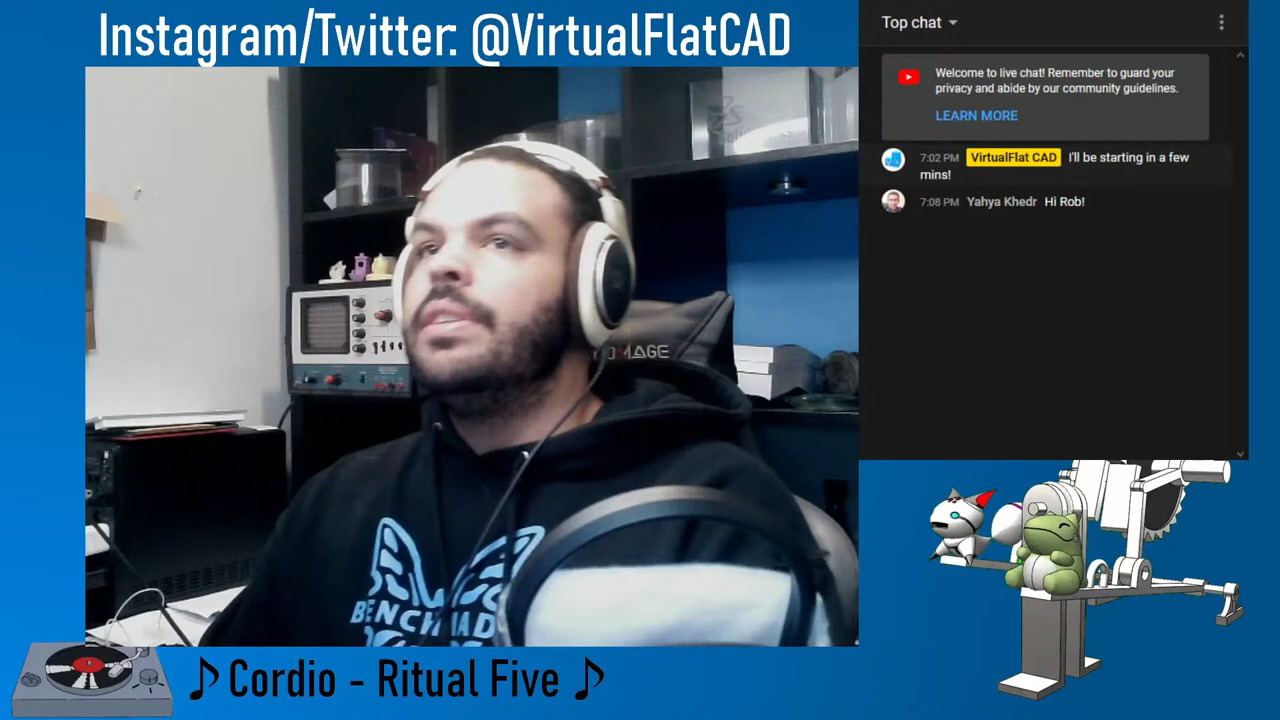 Instagram/Twitter: @VirtualFlatCAD
Top chat
Welcome to live chat! Remember to guard your
privacy and abide by our community guidelines.
LEARN MORE
7:02 PM VirtualFlat CAD I'll be starting in a few
mins!
7:08 PM Yahya Khedr Hi Rob!
♪ Cordio - Ritual Five ♪